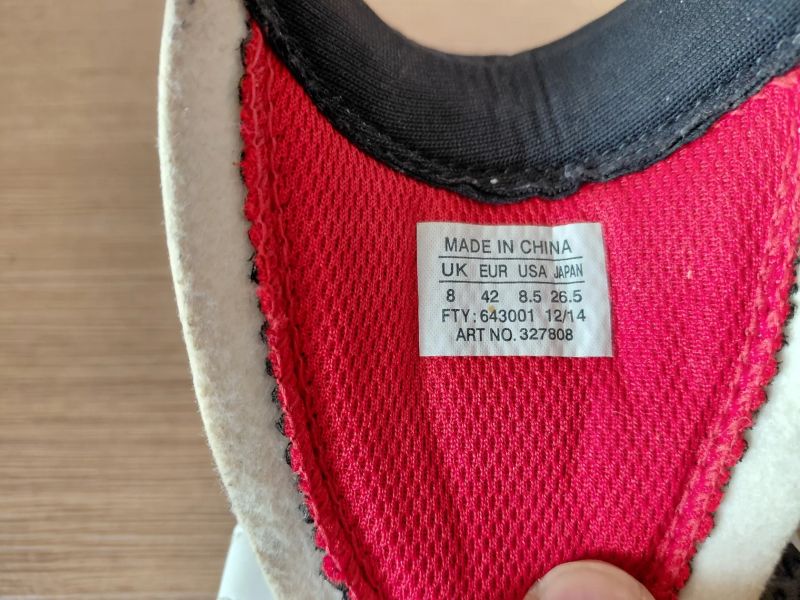 MADE IN CHINA
UK EUR USA JAPAN
8 42 8.5 26.5
FTY: 643001 12/14
ART NO. 327808